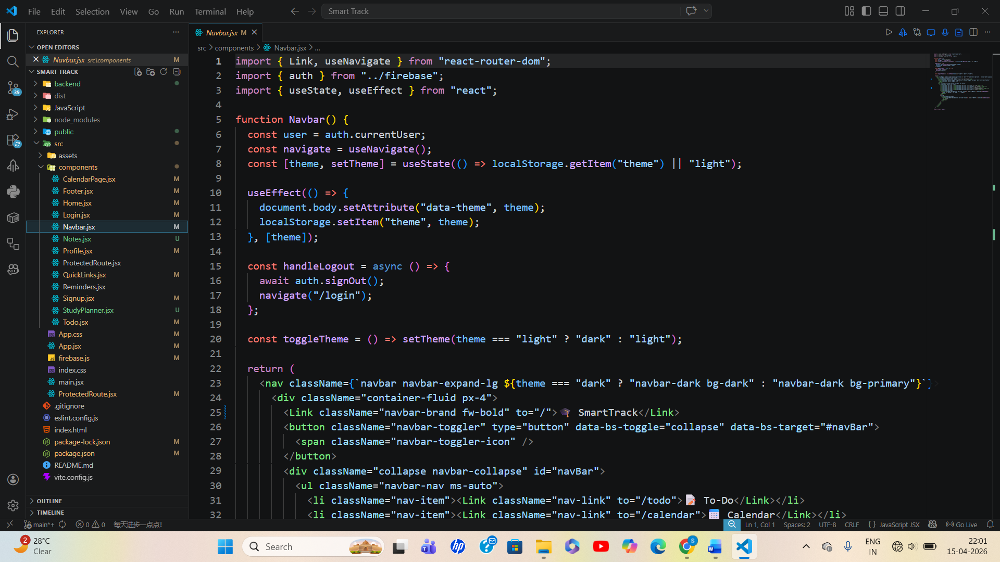 File Edit Selection View Go Run Terminal Help
Smart Track
EXPLORER
OPEN EDITORS
Navbar.jsx src\components M
SMART TRACK
backend
dist
JavaScript
node_modules
public
src
assets
components
CalendarPage.jsx M
Footer.jsx M
Home.jsx M
Login.jsx M
Navbar.jsx M
Notes.jsx U
Profile.jsx M
ProtectedRoute.jsx
QuickLinks.jsx M
Reminders.jsx
Signup.jsx M
StudyPlanner.jsx U
Todo.jsx M
App.css M
App.jsx M
firebase.js M
index.css
main.jsx
ProtectedRoute.jsx M
.gitignore
eslint.config.js
index.html
package-lock.json M
package.json M
README.md
vite.config.js
OUTLINE
TIMELINE
39
Navbar.jsx M
src > components > Navbar.jsx > ...
1 import { Link, useNavigate } from "react-router-dom";
2 import { auth } from "../firebase";
3 import { useState, useEffect } from "react";
4
5 function Navbar() {
6 const user = auth.currentUser;
7 const navigate = useNavigate();
8 const [theme, setTheme] = useState(() => localStorage.getItem("theme") || "light");
9
10 useEffect(() => {
11 document.body.setAttribute("data-theme", theme);
12 localStorage.setItem("theme", theme);
13 }, [theme]);
14
15 const handleLogout = async () => {
16 await auth.signOut();
17 navigate("/login");
18 };
19
20 const toggleTheme = () => setTheme(theme === "light" ? "dark" : "light");
21
22 return (
23 <nav className={`navbar navbar-expand-lg ${theme === "dark" ? "navbar-dark bg-dark" : "navbar-dark bg-primary"}`}>
24 <div className="container-fluid px-4">
25 <Link className="navbar-brand fw-bold" to="/">🎓 SmartTrack</Link>
26 <button className="navbar-toggler" type="button" data-bs-toggle="collapse" data-bs-target="#navBar">
27 <span className="navbar-toggler-icon" />
28 </button>
29 <div className="collapse navbar-collapse" id="navBar">
30 <ul className="navbar-nav ms-auto">
31 <li className="nav-item"><Link className="nav-link" to="/todo">📝 To-Do</Link></li>
32 <li className="nav-item"><Link className="nav-link" to="/calendar">📅 Calendar</Link></li>
main*+ 0 0 每天进步一点点!
Ln 1, Col 1 Spaces: 2 UTF-8 CRLF { } JavaScript JSX Go Live
2 28°C
Clear
Search
ENG
IN
22:01
15-04-2026